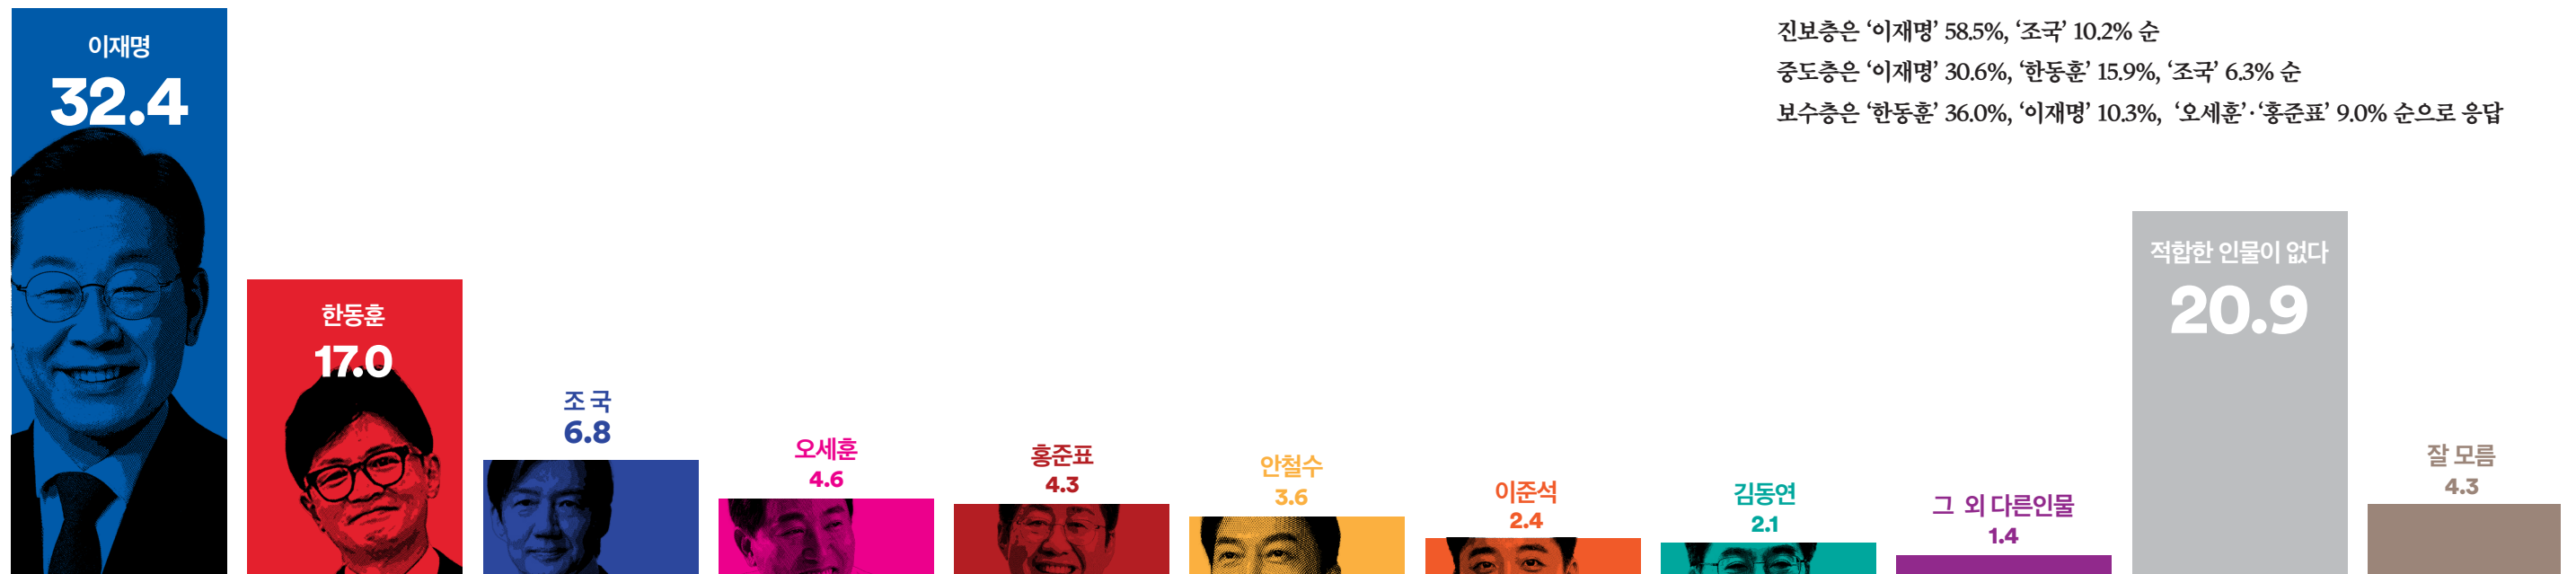 진보층은 ‘이재명’ 58.5%, ‘조국’ 10.2% 순
중도층은 ‘이재명’ 30.6%, ‘한동훈’ 15.9%, ‘조국’ 6.3% 순
보수층은 ‘한동훈’ 36.0%, ‘이재명’ 10.3%, ‘오세훈’·‘홍준표’ 9.0% 순으로 응답
이재명
32.4
한동훈
17.0
조 국
6.8
오세훈
4.6
홍준표
4.3
안철수
3.6
이준석
2.4
김동연
2.1
그 외 다른인물
1.4
적합한 인물이 없다
20.9
잘 모름
4.3